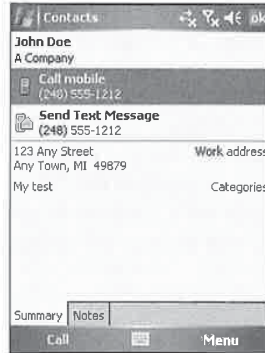 Contacts ok
John Doe
A Company
Call mobile
(248) 555-1212
Send Text Message
(248) 555-1212
123 Any Street Work address
Any Town, MI 49879
My test Categories
Summary Notes
Call Menu